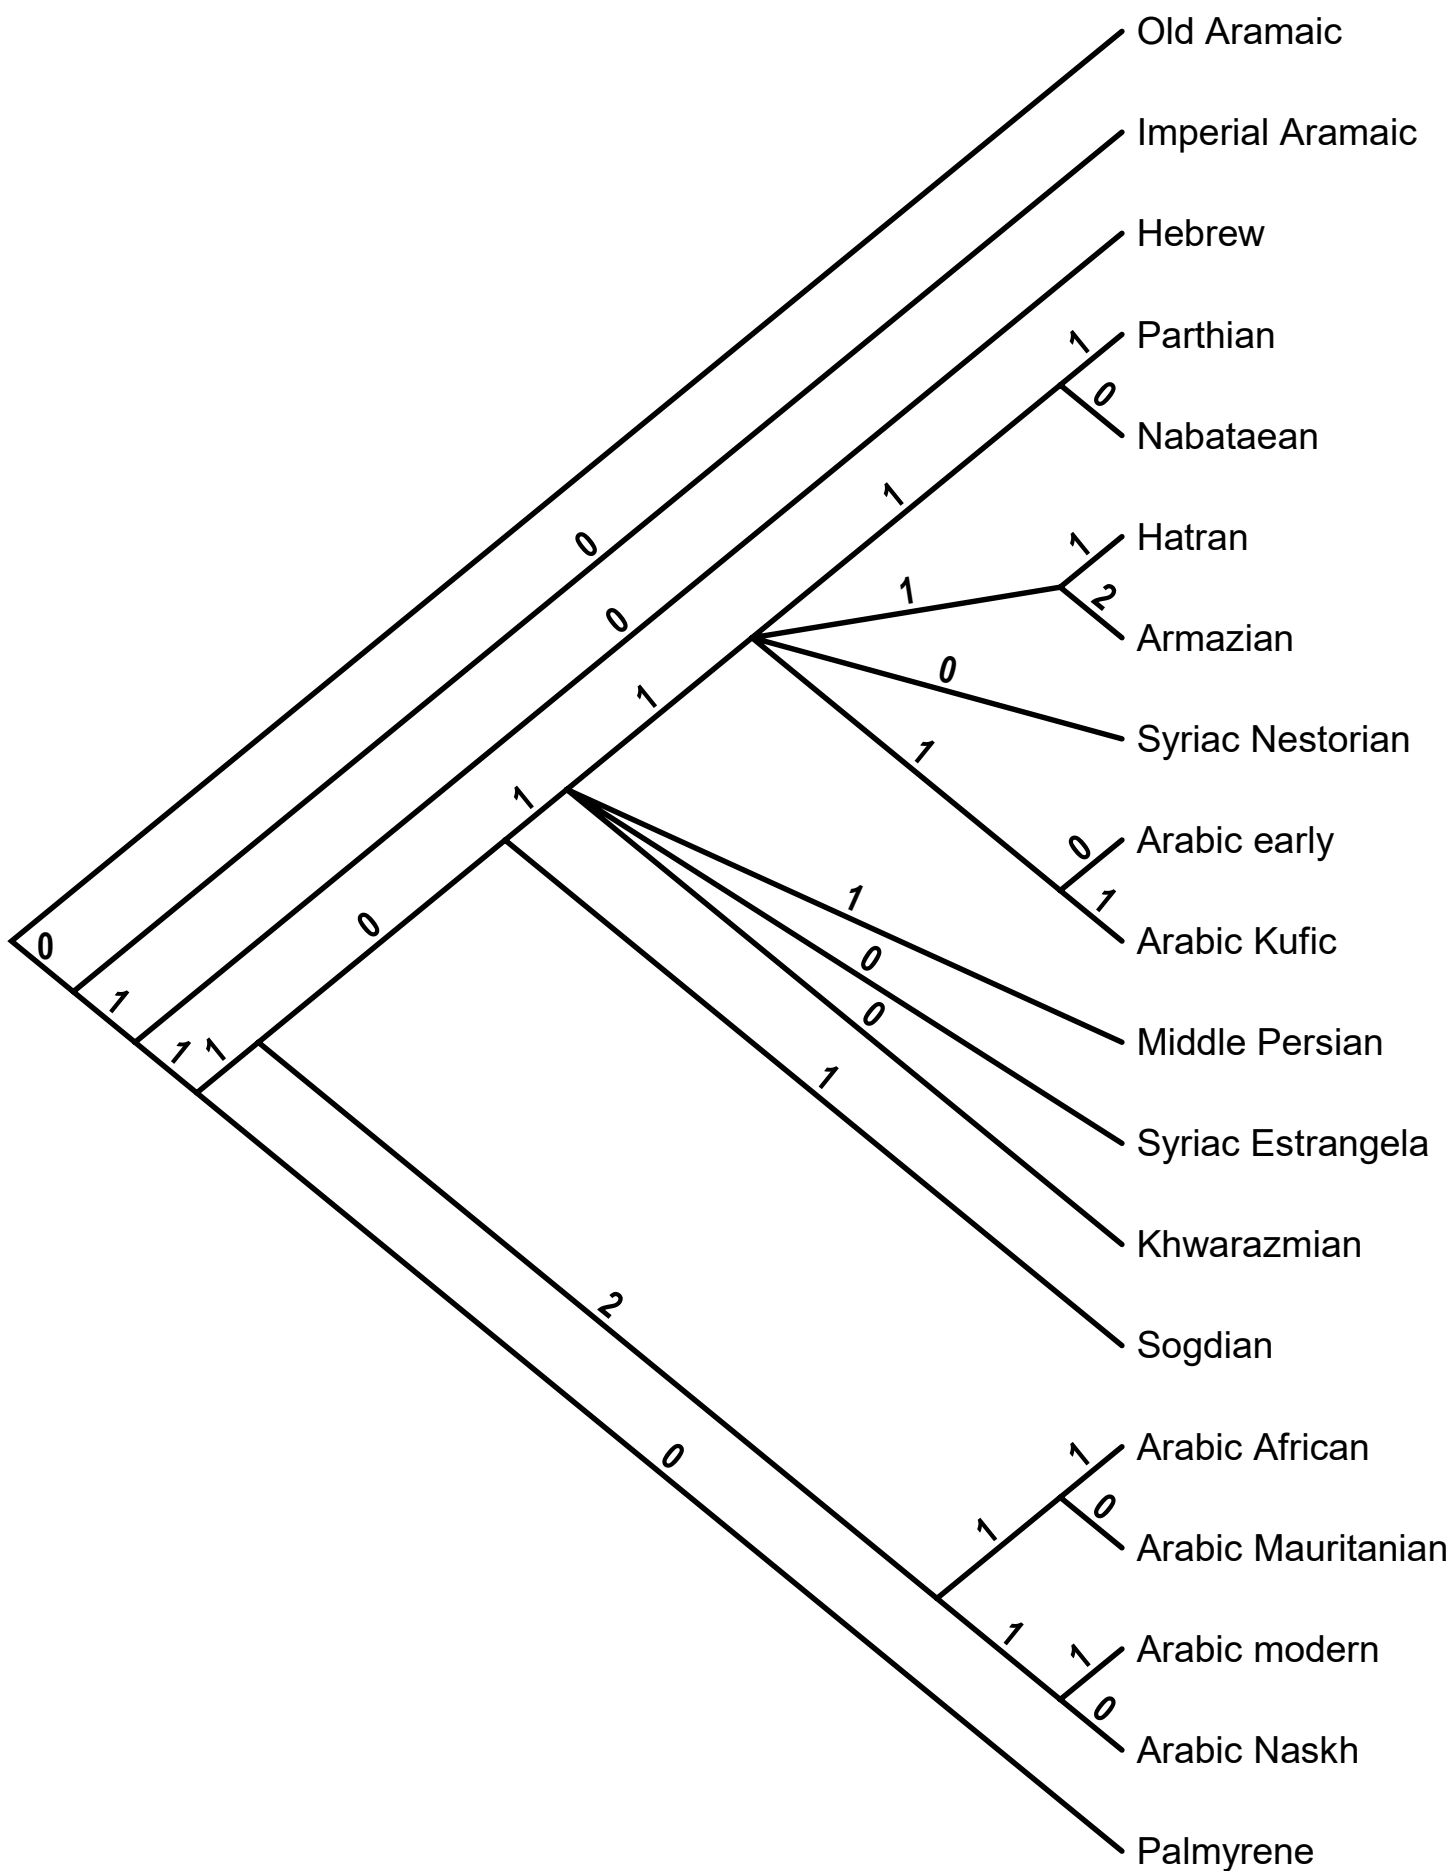 Old Aramaic
Imperial Aramaic
Hebrew
1 Parthian
0
Nabataean
1
1 Hatran
0
1
2
Armazian
0
0
1
Syriac Nestorian
1
1
0 Arabic early
1
1
0
0
Arabic Kufic
0
0
1
1 1
Middle Persian
1
Syriac Estrangela
Khwarazmian
2
Sogdian
0
1 Arabic African
0
1
Arabic Mauritanian
1
1 Arabic modern
0
Arabic Naskh
Palmyrene